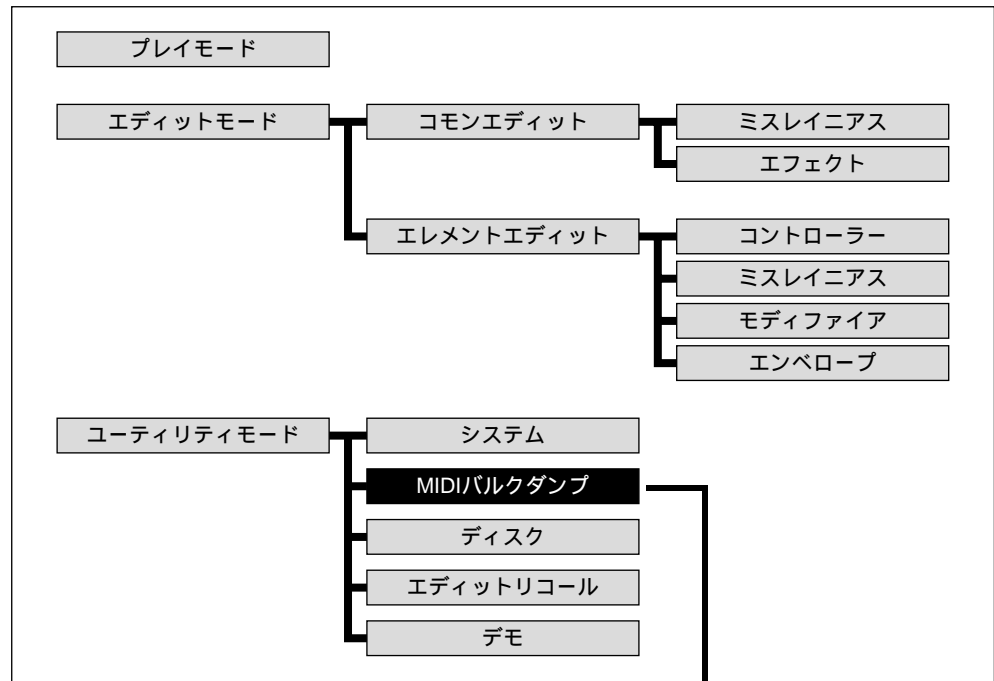 プレイモード
エディットモード
コモンエディット
ミスレイニアス
エフェクト
エレメントエディット
コントローラー
ミスレイニアス
モディファイア
エンベロープ
ユーティリティモード
システム
MIDIバルクダンプ
ディスク
エディットリコール
デモ